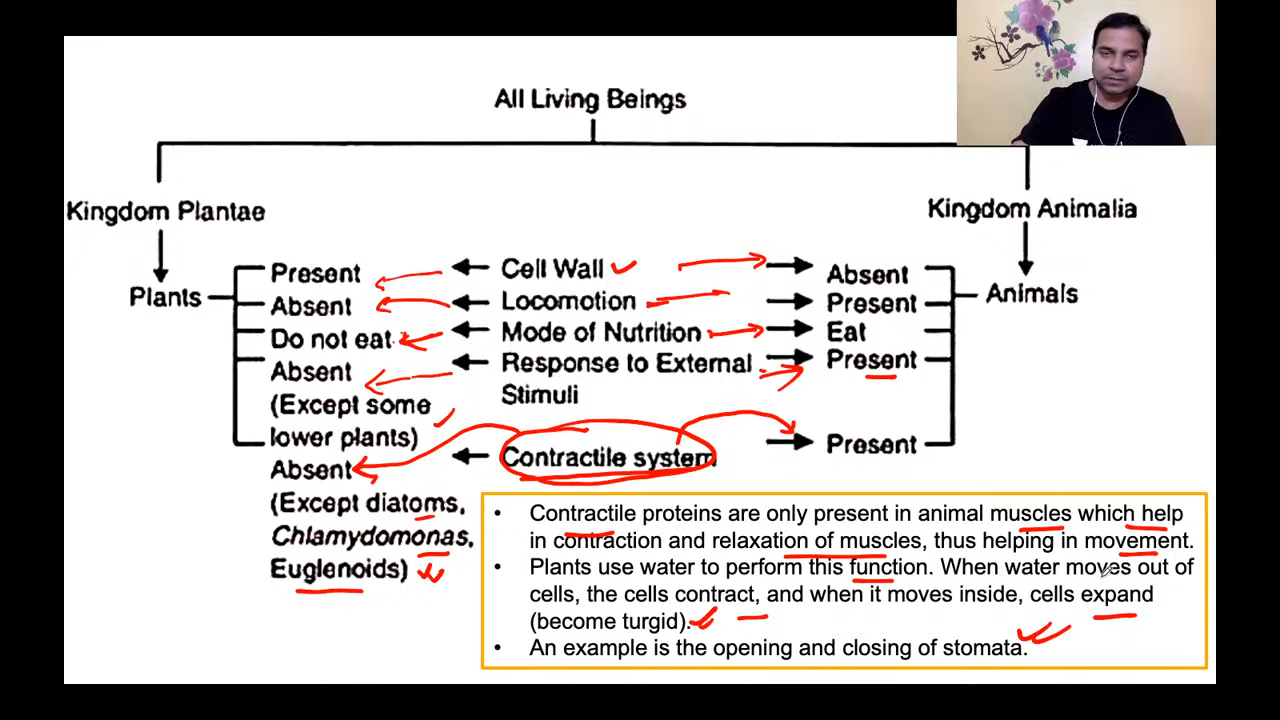 All Living Beings
Kingdom Plantae
Kingdom Animalia
Plants
Animals
Present
Cell Wall
Absent
Absent
Locomotion
Present
Do not eat
Mode of Nutrition
Eat
Absent
(Except some
lower plants)
Response to External
Stimuli
Present
Absent
(Except diatoms,
Chlamydomonas,
Euglenoids)
Contractile system
Present
• Contractile proteins are only present in animal muscles which help
in contraction and relaxation of muscles, thus helping in movement.
• Plants use water to perform this function. When water moves out of
cells, the cells contract, and when it moves inside, cells expand
(become turgid).
• An example is the opening and closing of stomata.